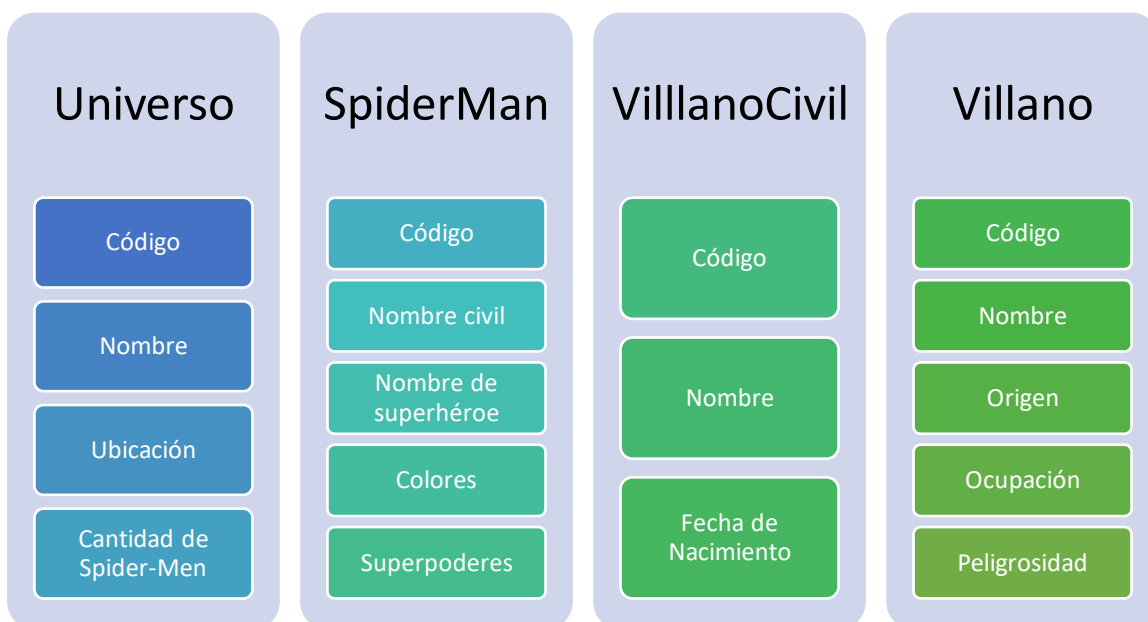 Universo
Código
Nombre
Ubicación
Cantidad de
Spider-Men
SpiderMan
Código
Nombre civil
Nombre de
superhéroe
Colores
Superpoderes
VilllanoCivil
Código
Nombre
Fecha de
Nacimiento
Villano
Código
Nombre
Origen
Ocupación
Peligrosidad